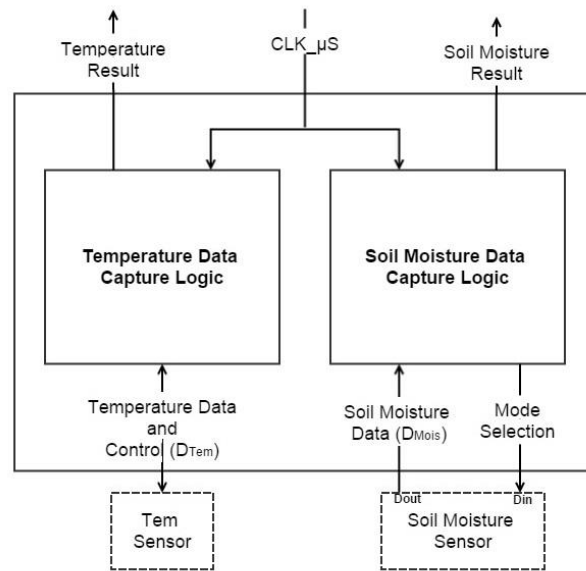 Temperature
Result
CLK_µS
Soil Moisture
Result
Temperature Data
Capture Logic
Soil Moisture Data
Capture Logic
Temperature Data
and
Control (DTem)
Soil Moisture
Data (DMois)
Mode
Selection
Dout
Din
Tem
Sensor
Soil Moisture
Sensor